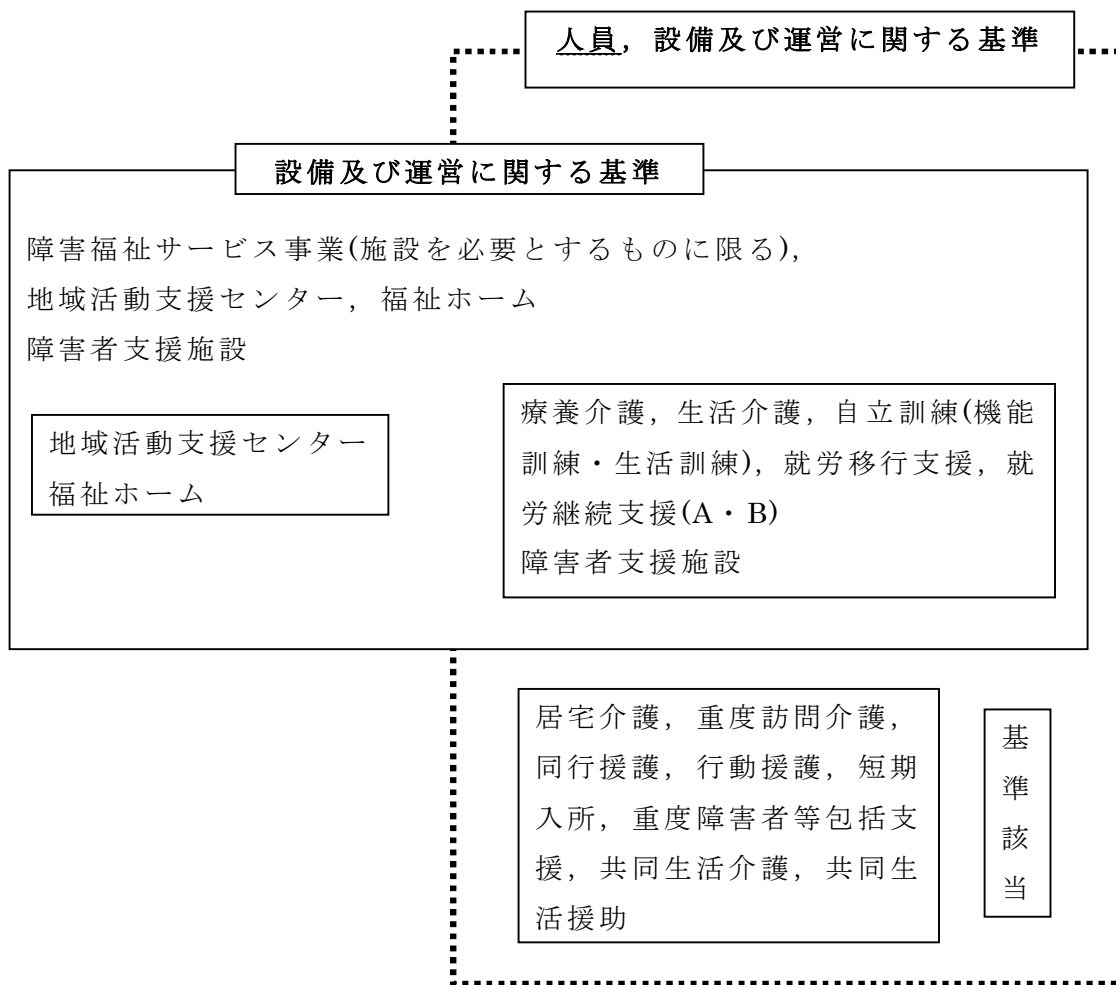 人員，設備及び運営に関する基準
設備及び運営に関する基準
障害福祉サービス事業(施設を必要とするものに限る)，
地域活動支援センター，福祉ホーム
障害者支援施設
地域活動支援センター
福祉ホーム
療養介護，生活介護，自立訓練(機能
訓練・生活訓練)，就労移行支援，就
労継続支援(A・B)
障害者支援施設
居宅介護，重度訪問介護，
同行援護，行動援護，短期
入所，重度障害者等包括支
援，共同生活介護，共同生
活援助
基準該当